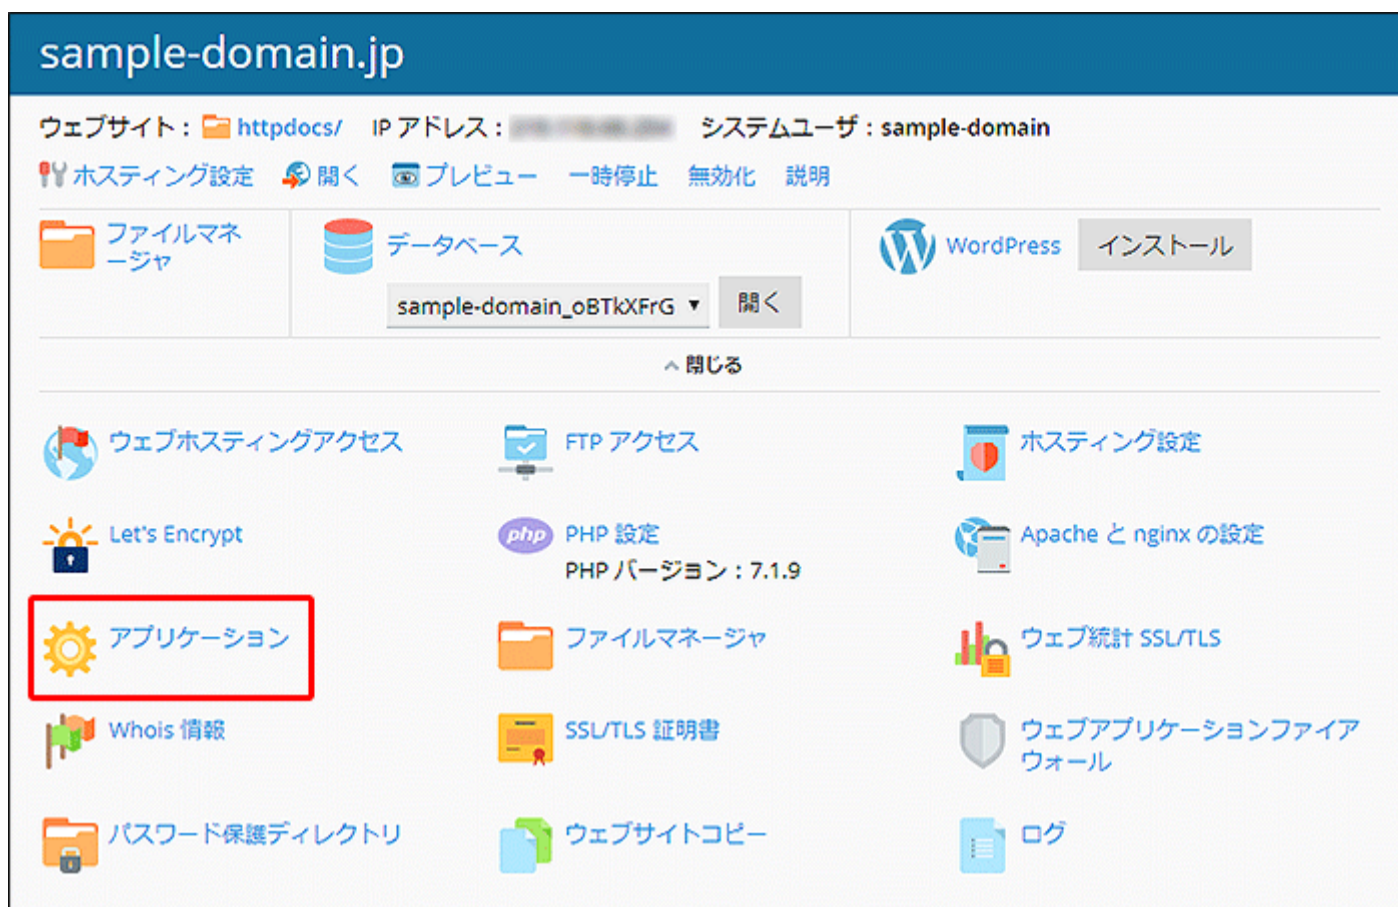 sample-domain.jp
ウェブサイト : httpdocs/ IP アドレス : システムユーザ : sample-domain
ホスティング設定 開く プレビュー 一時停止 無効化 説明
ファイルマネ
ージャ
データベース
sample-domain_oBTkXFrG ▼ 開く
WordPress インストール
閉じる
ウェブホスティングアクセス FTP アクセス ホスティング設定
Let's Encrypt php PHP 設定 Apache と nginx の設定
PHP バージョン : 7.1.9
アプリケーション ファイルマネージャ ウェブ統計 SSL/TLS
Whois 情報 SSL/TLS 証明書 ウェブアプリケーションファイア
ウォール
パスワード保護ディレクトリ ウェブサイトコピー ログ